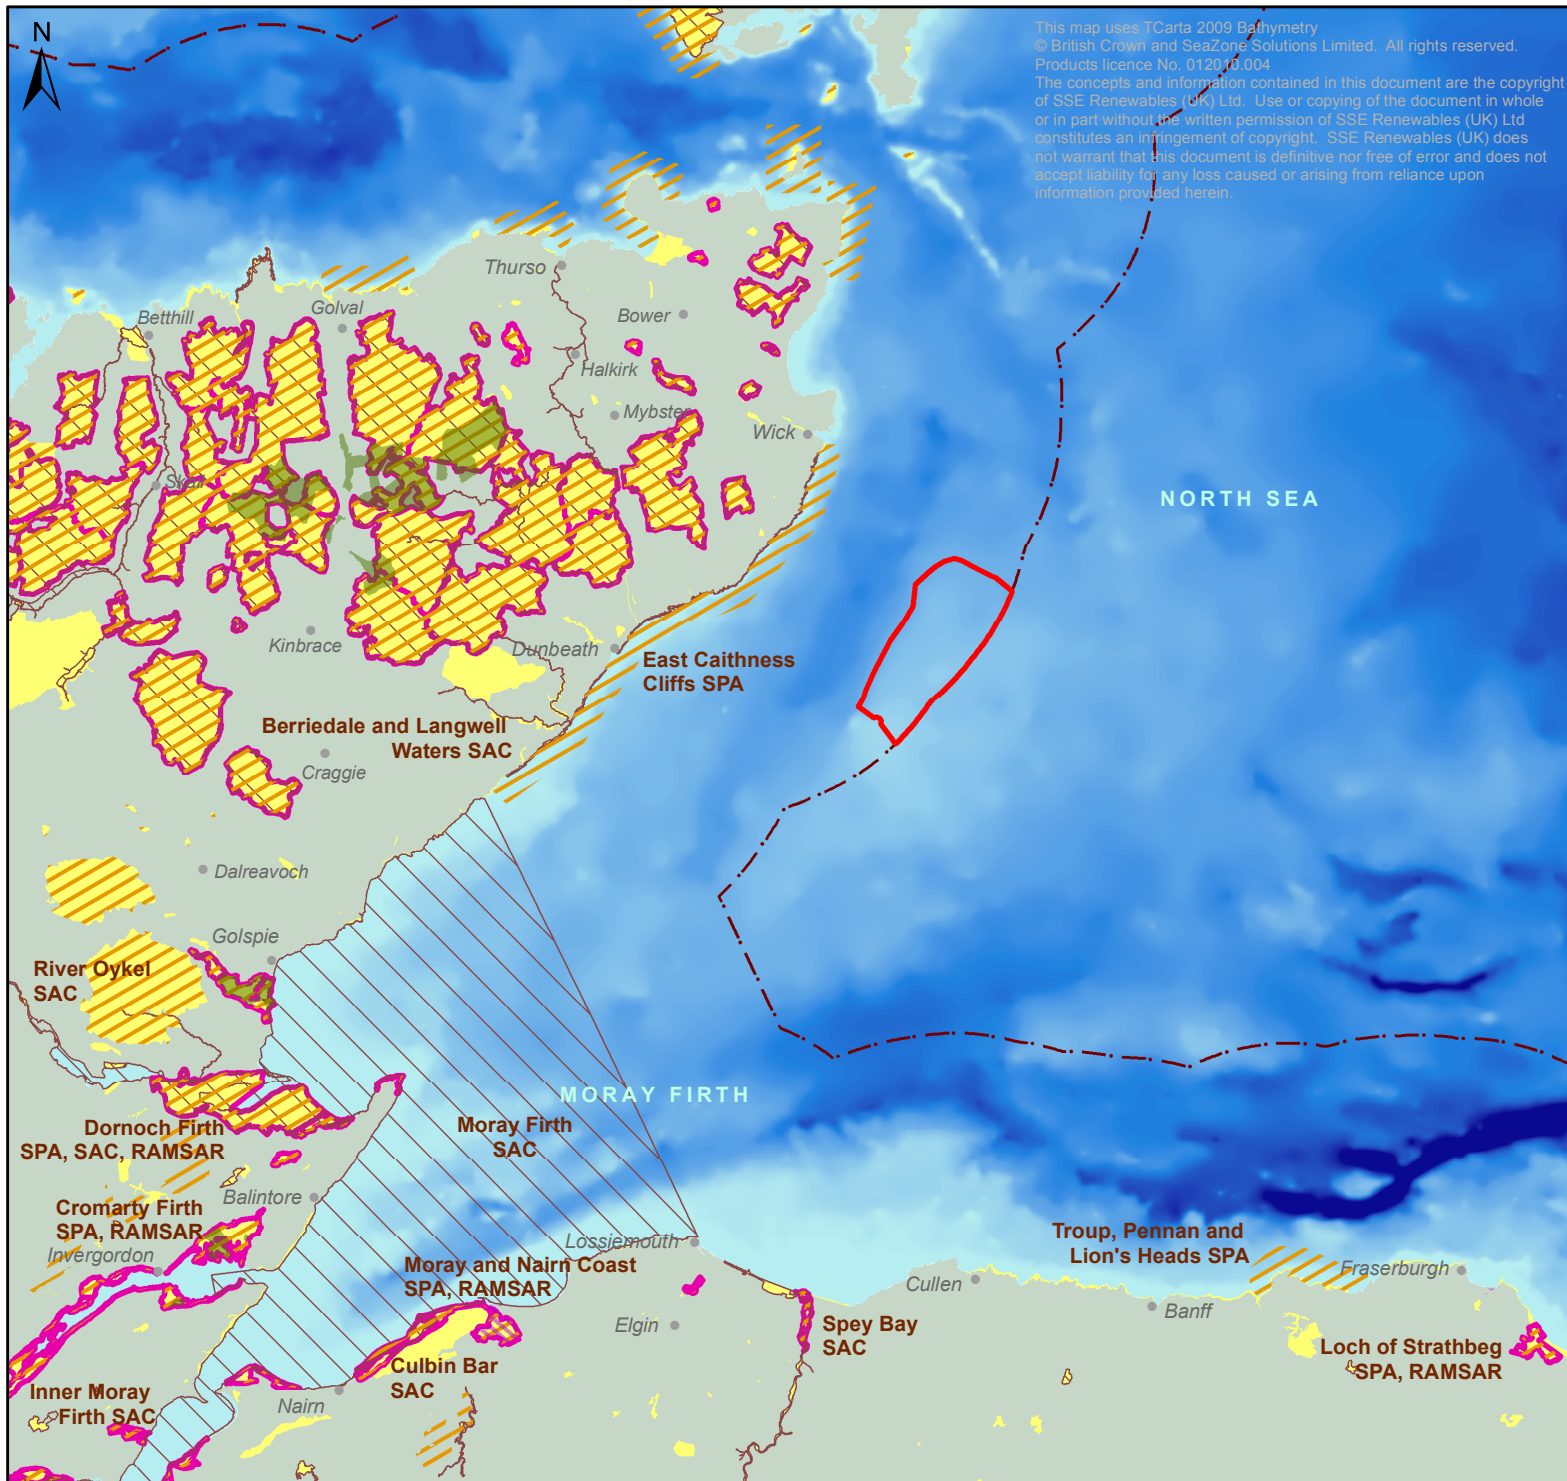 N
This map uses TCarta 2009 Bathymetry
© British Crown and SeaZone Solutions Limited. All rights reserved.
Products licence No. 012010.004
The concepts and information contained in this document are the copyright
of SSE Renewables (UK) Ltd. Use or copying of the document in whole
or in part without the written permission of SSE Renewables (UK) Ltd
constitutes an infringement of copyright. SSE Renewables (UK) does
not warrant that this document is definitive nor free of error and does not
accept liability for any loss caused or arising from reliance upon
information provided herein.
Thurso
Betthill
Golval
Bower
Halkirk
Mybster
Wick
NORTH SEA
Kinbrace
Dunbeath
East Caithness
Cliffs SPA
Berriedale and Langwell
Waters SAC
Craggie
Dalreavoch
Golspie
River Oykel
SAC
MORAY FIRTH
Moray Firth
SAC
Dornoch Firth
SPA, SAC, RAMSAR
Balintore
Cromarty Firth
SPA, RAMSAR
Invergordon
Lossiemouth
Moray and Nairn Coast
SPA, RAMSAR
Troup, Pennan and
Lion's Heads SPA
Fraserburgh
Cullen
Banff
Elgin
Spey Bay
SAC
Loch of Strathbeg
SPA, RAMSAR
Culbin Bar
SAC
Inner Moray
Firth SAC
Nairn